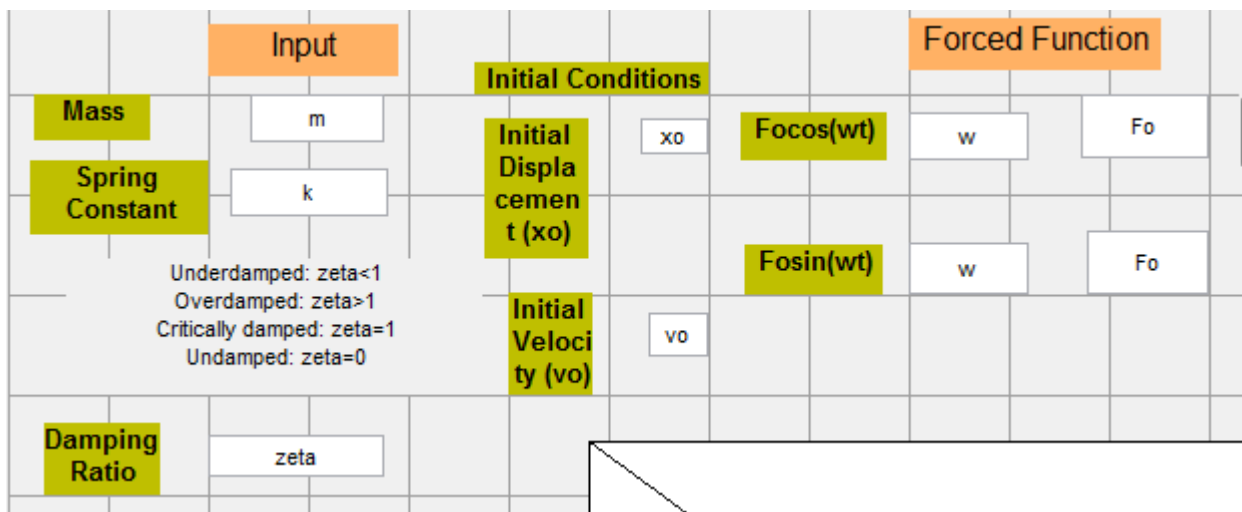 Input
Forced Function
Initial Conditions
Mass
m
Initial
Displa
cemen
t (xo)
xo
Focos(wt)
w
Fo
Spring
Constant
k
Fosin(wt)
w
Fo
Underdamped: zeta<1
Overdamped: zeta>1
Critically damped: zeta=1
Undamped: zeta=0
Initial
Veloci
ty (vo)
vo
Damping
Ratio
zeta